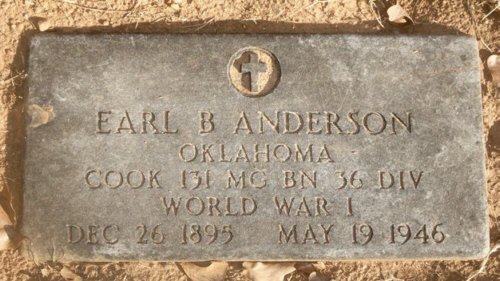 EARL B ANDERSON
OKLAHOMA
COOK 131 MG BN 36 DIV
WORLD WAR I
DEC 26 1895 MAY 19 1946